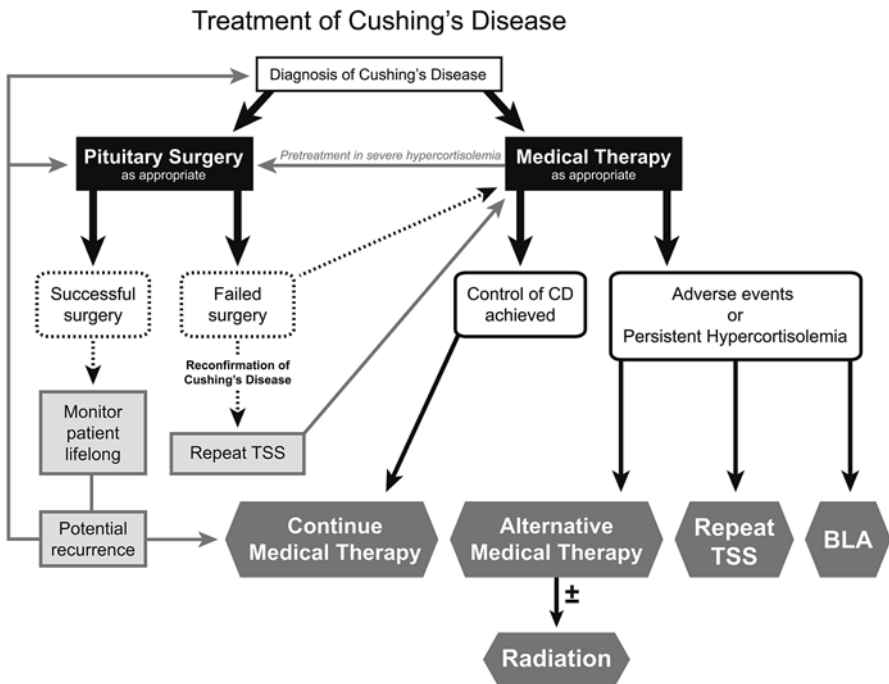 Treatment of Cushing's Disease
Diagnosis of Cushing's Disease
Pituitary Surgery
as appropriate
Pretreatment in severe hypercortisolemia
Medical Therapy
as appropriate
Successful
surgery
Failed
surgery
Control of CD
achieved
Adverse events
or
Persistent Hypercortisolemia
Reconfirmation of
Cushing's Disease
Monitor
patient
lifelong
Repeat TSS
Potential
recurrence
Continue
Medical Therapy
Alternative
Medical Therapy
Repeat
TSS
BLA
±
Radiation